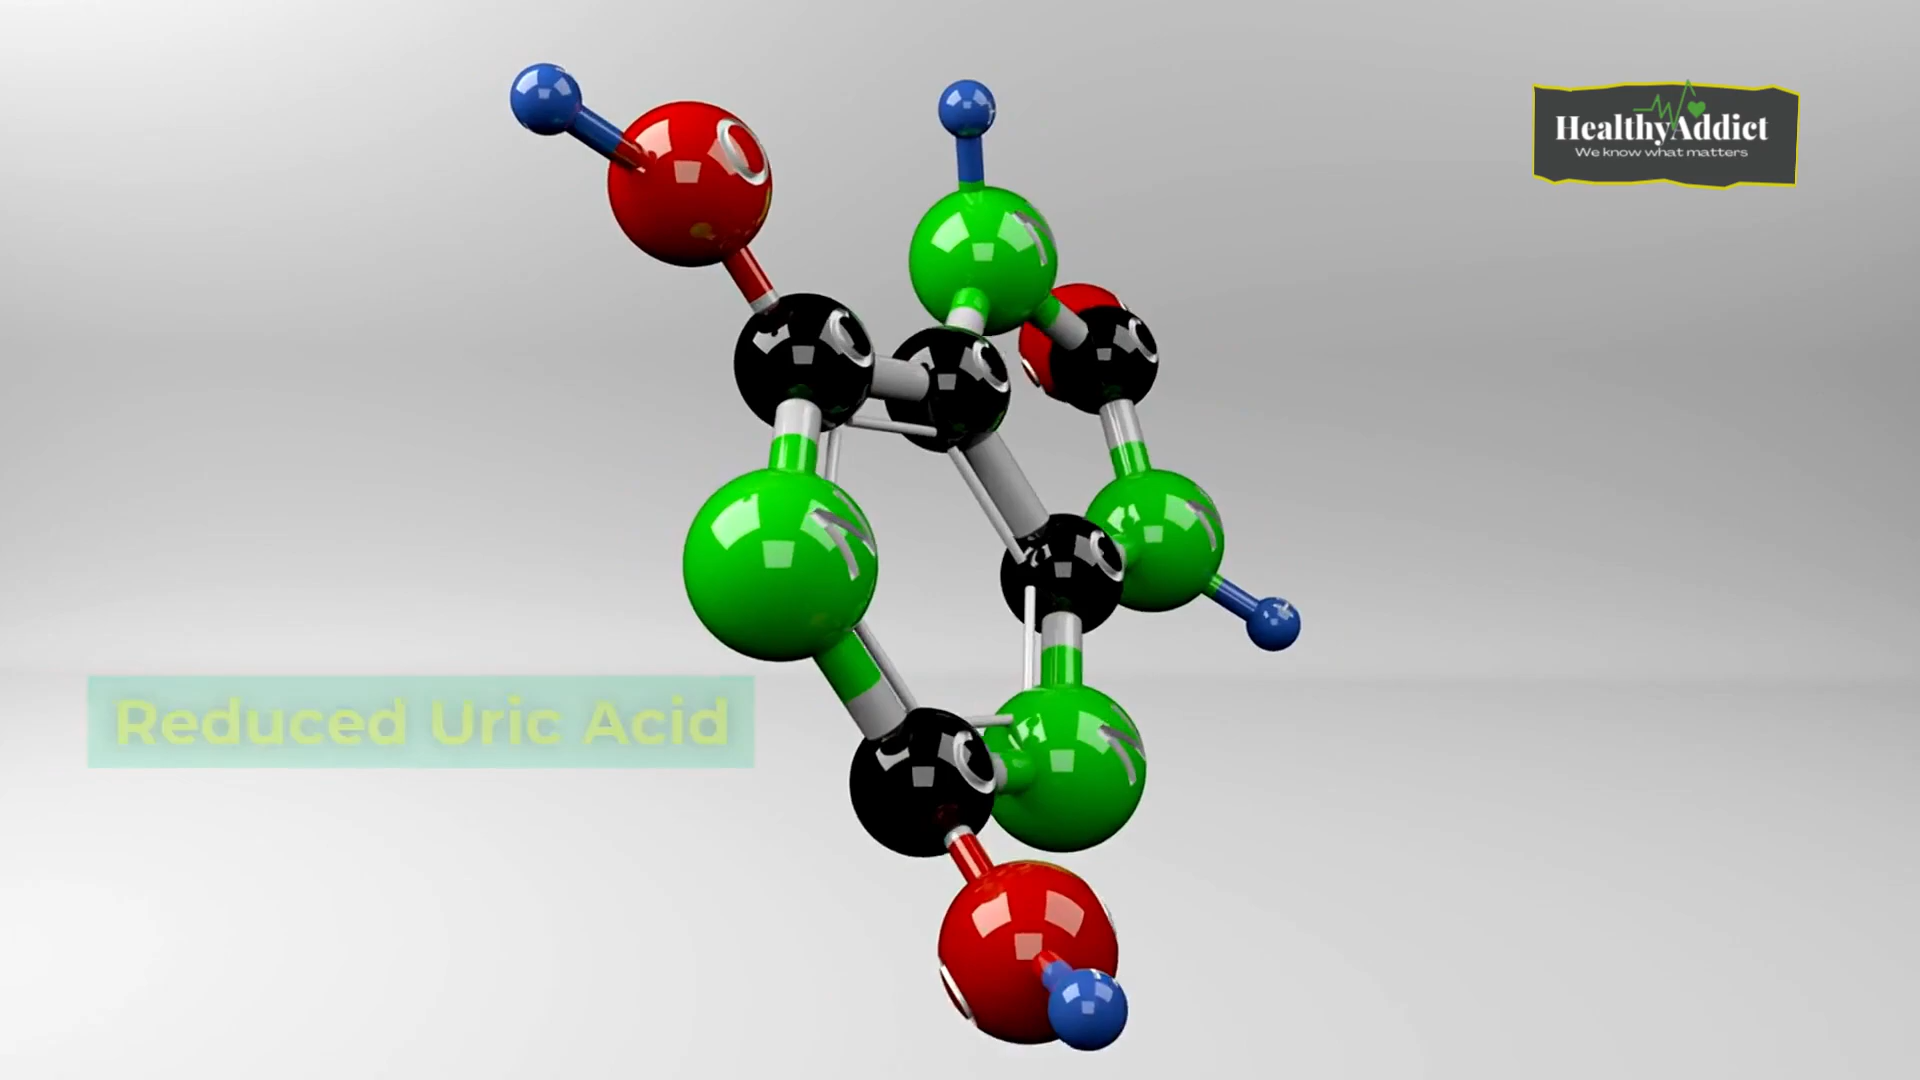 HealthyAddict
We know what matters
Reduced Uric Acid
O
N
C
C
C
N
N
C
C
N
O